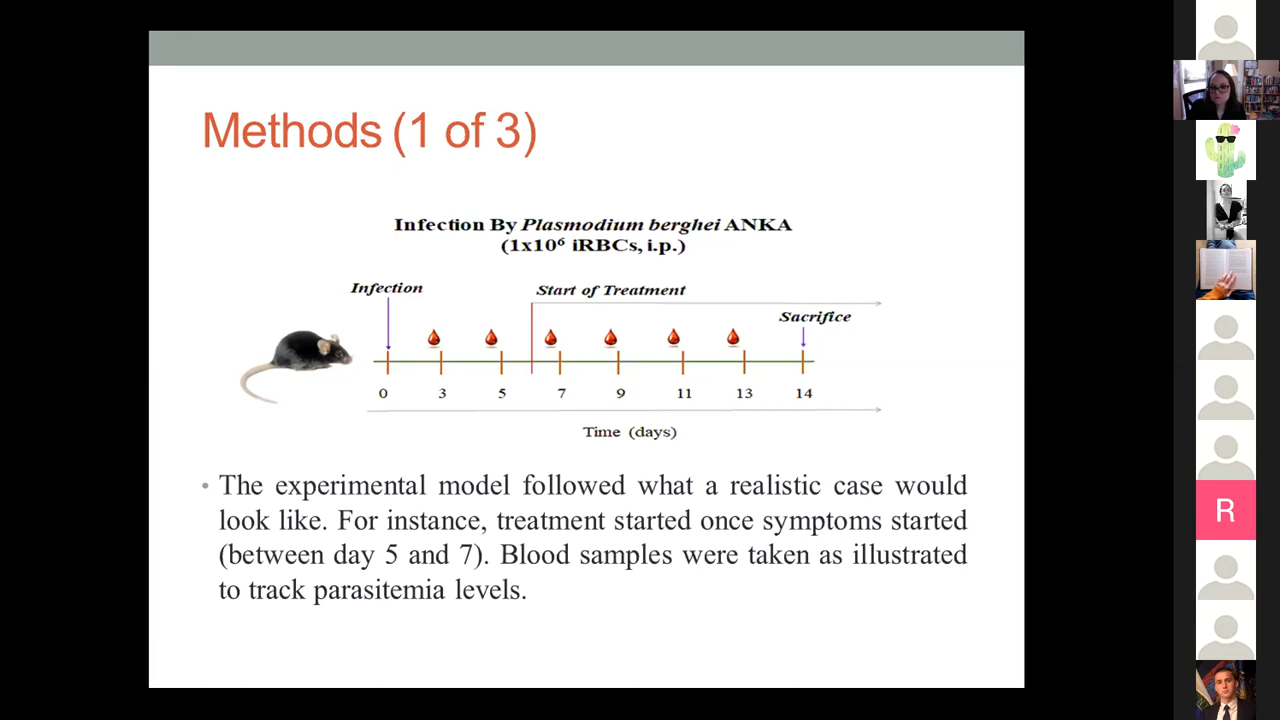 Methods (1 of 3)
Infection By Plasmodium berghei ANKA
(1x10⁶ iRBCs, i.p.)
Infection
Start of Treatment
Sacrifice
0 3 5 7 9 11 13 14
Time (days)
• The experimental model followed what a realistic case would
look like. For instance, treatment started once symptoms started
(between day 5 and 7). Blood samples were taken as illustrated
to track parasitemia levels.
R